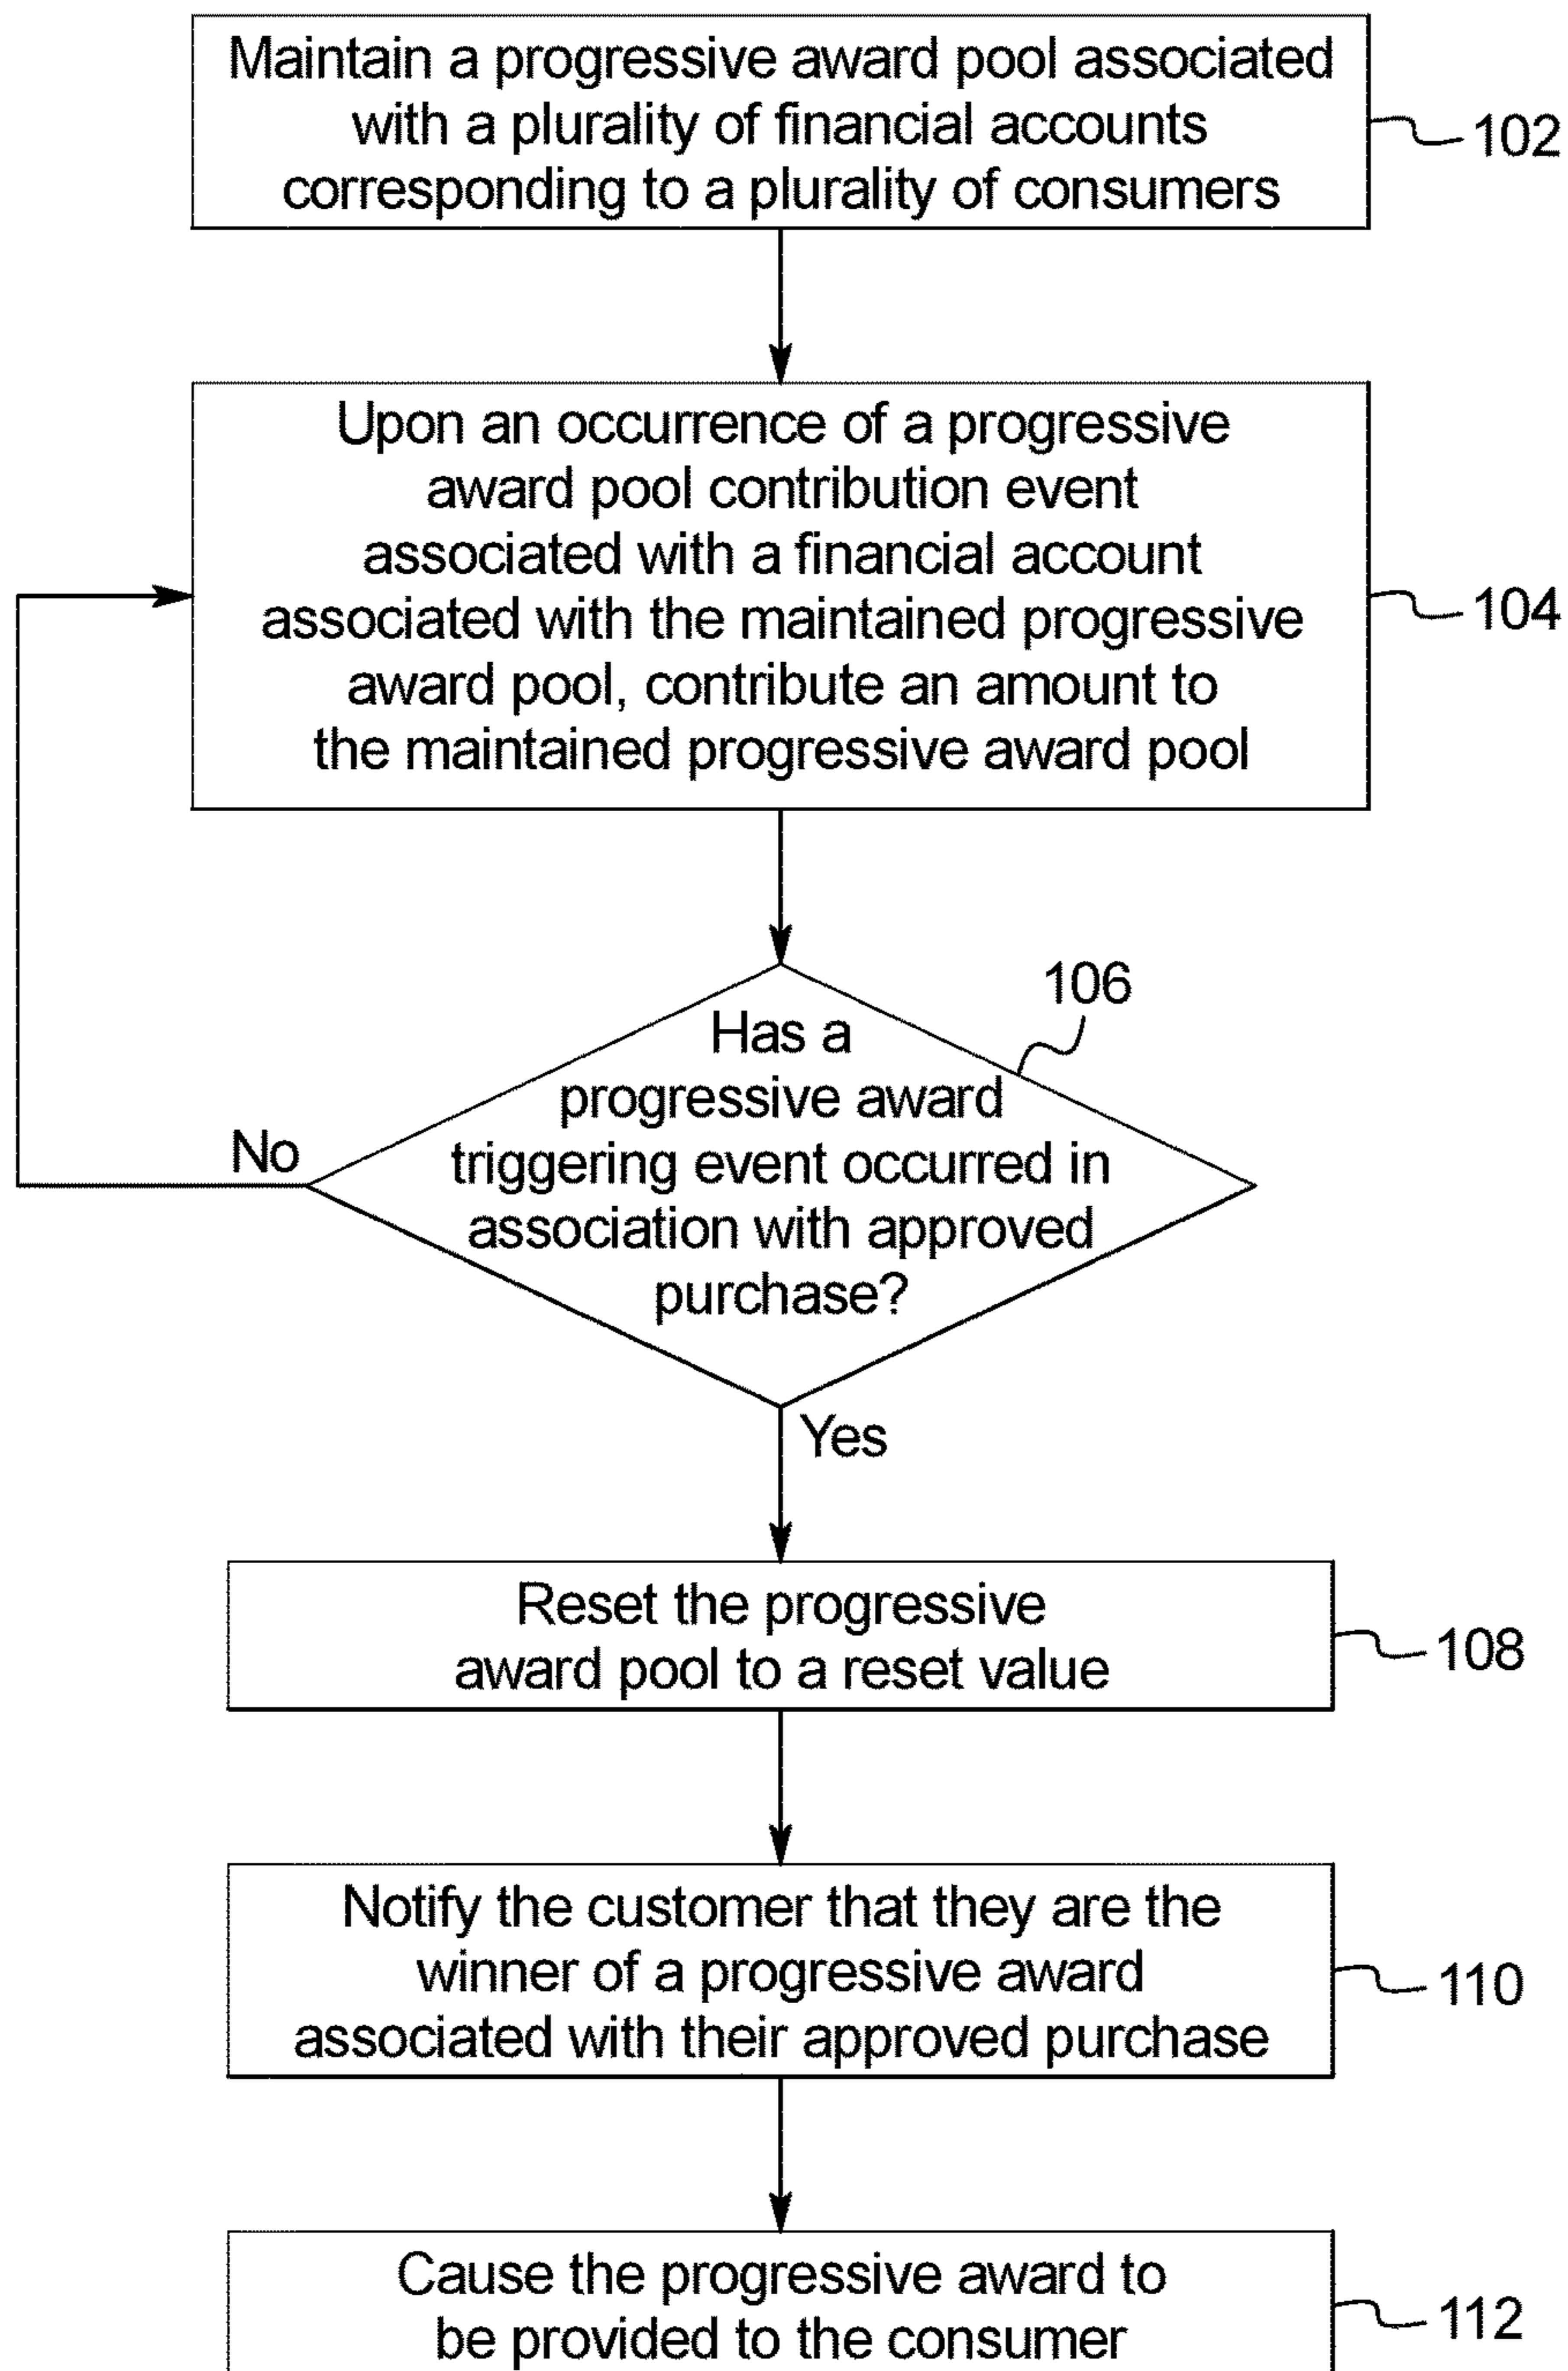 Maintain a progressive award pool associated
with a plurality of financial accounts
corresponding to a plurality of consumers
102
Upon an occurrence of a progressive
award pool contribution event
associated with a financial account
associated with the maintained progressive
award pool, contribute an amount to
the maintained progressive award pool
104
106
Has a
progressive award
triggering event occurred in
association with approved
purchase?
No
Yes
Reset the progressive
award pool to a reset value
108
Notify the customer that they are the
winner of a progressive award
associated with their approved purchase
110
Cause the progressive award to
be provided to the consumer
112